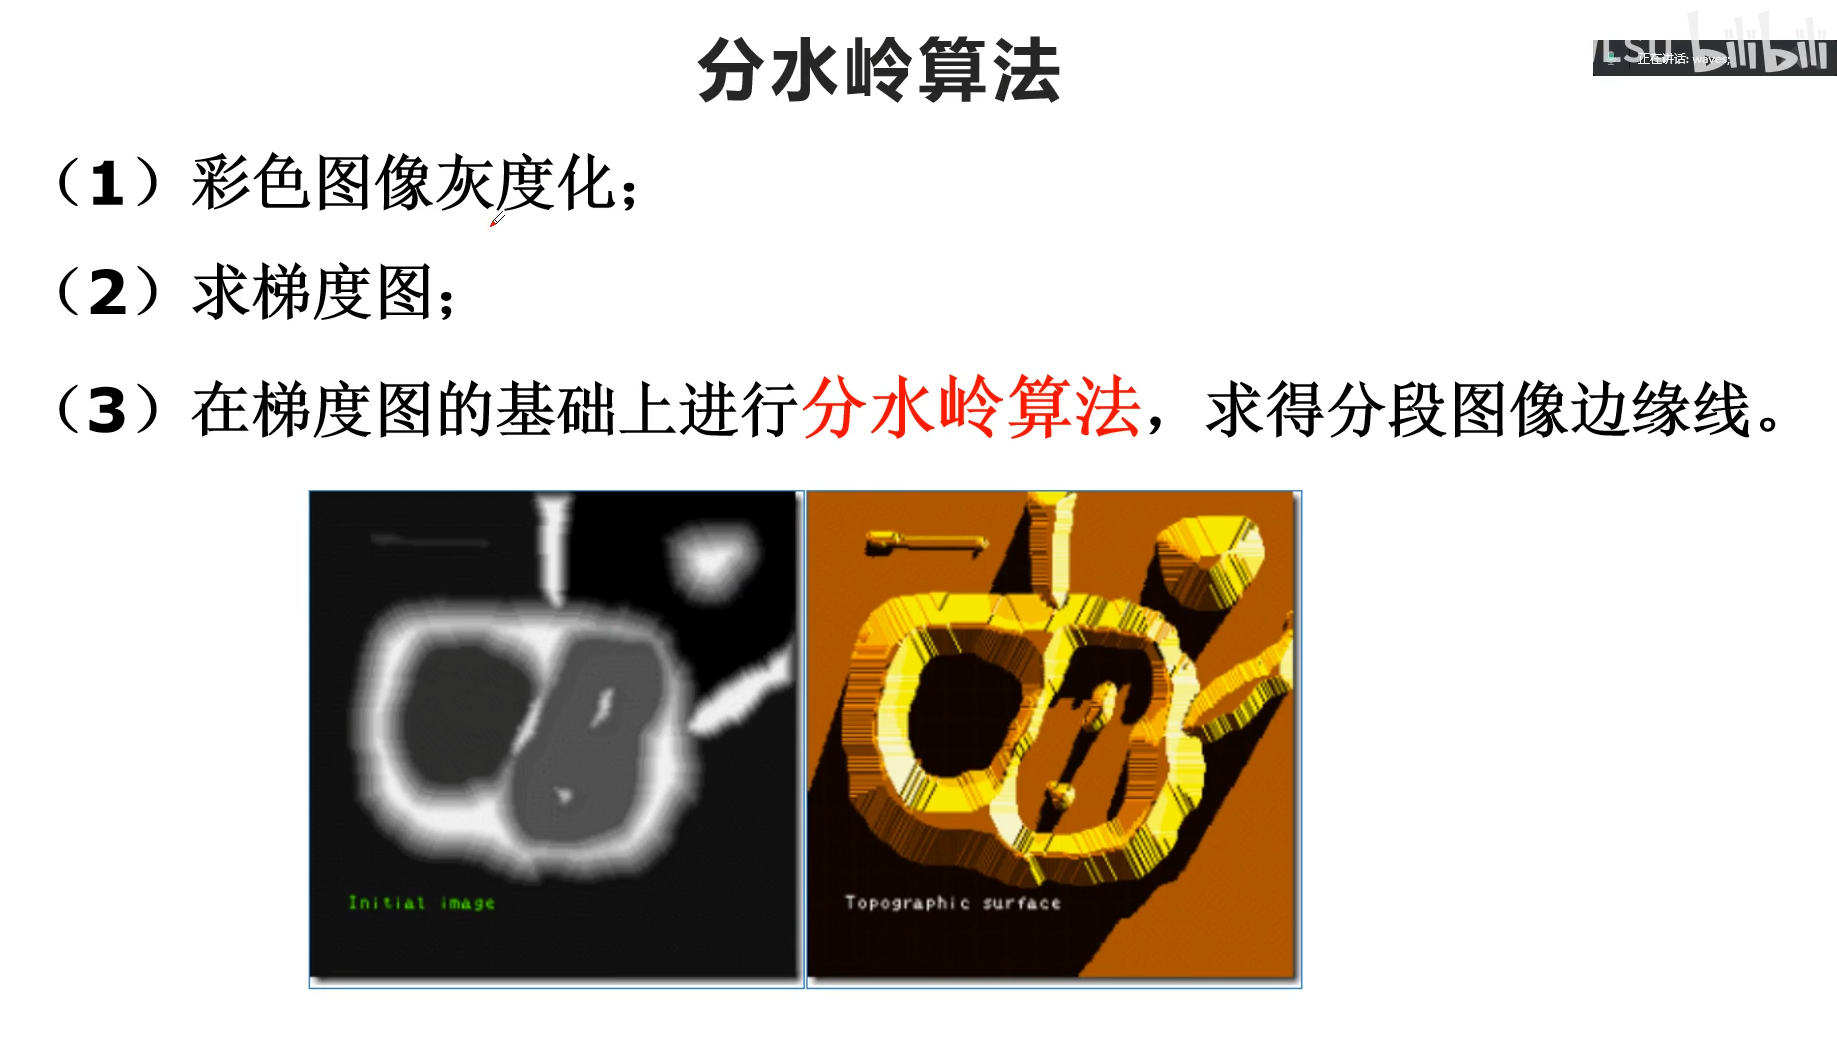 分水岭算法
正在讲话: waves;
bilibili
（1）彩色图像灰度化；
（2）求梯度图；
（3）在梯度图的基础上进行分水岭算法，求得分段图像边缘线。
Initial image
Topographic surface